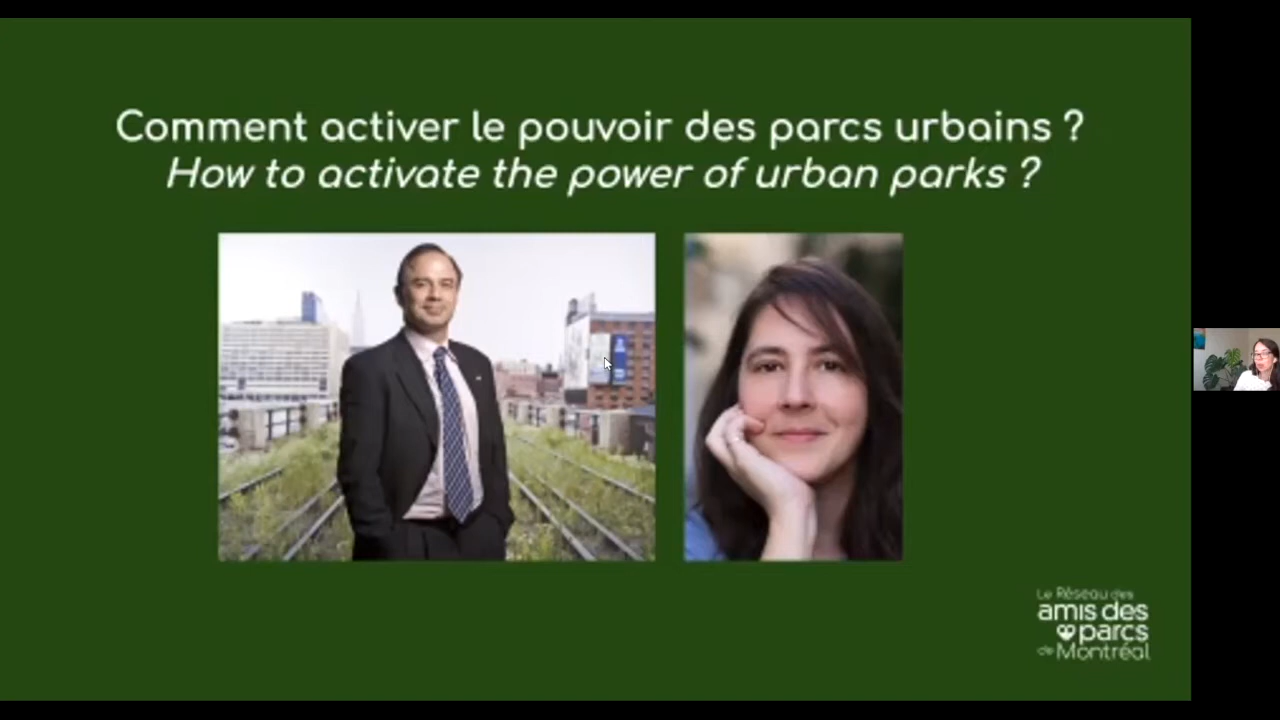 Comment activer le pouvoir des parcs urbains ?
How to activate the power of urban parks ?
Le Réseau des
amis des
parcs
de Montréal